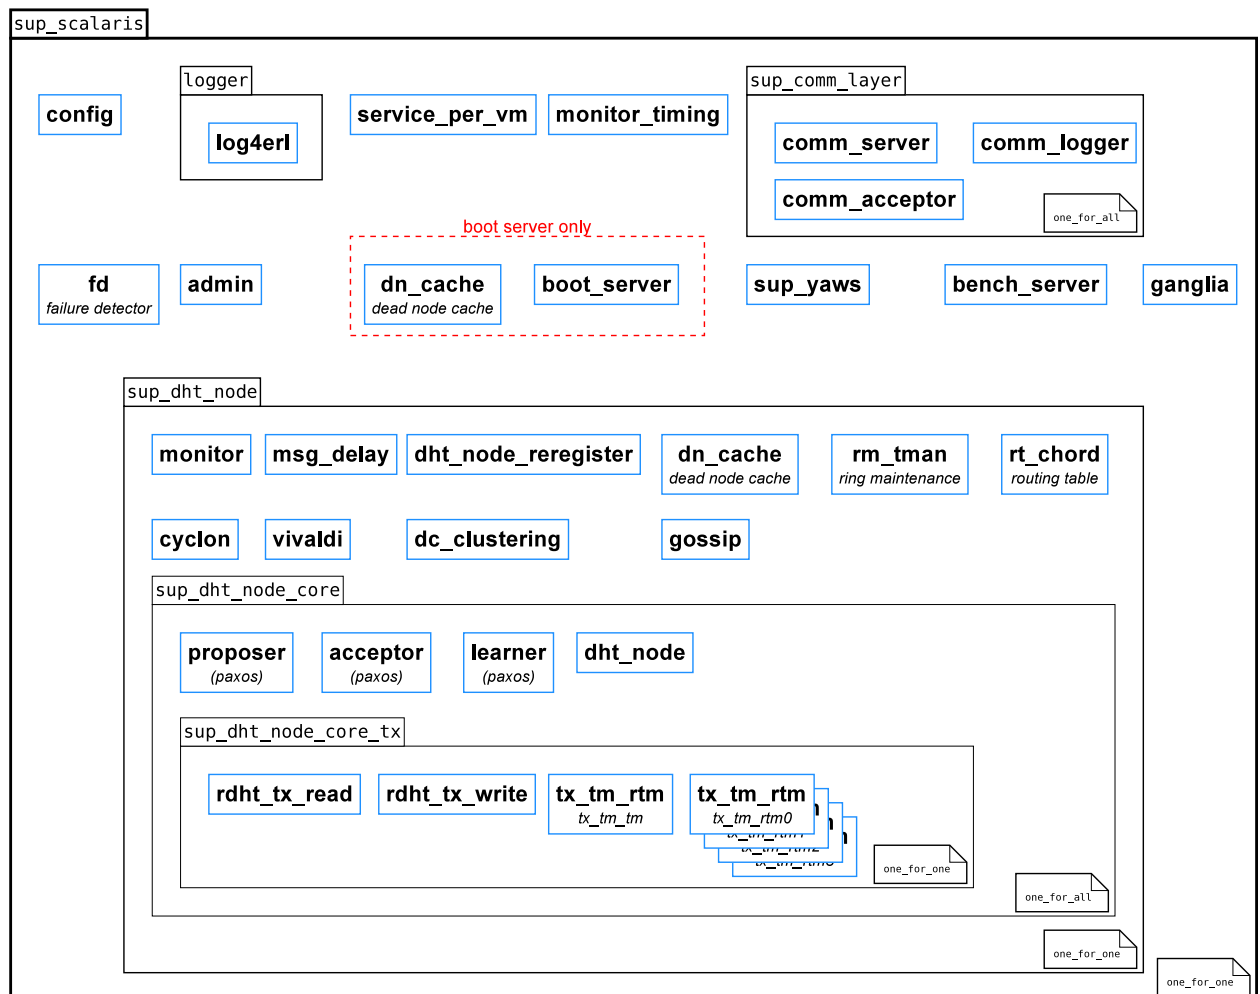 sup_scalaris
config
logger
log4erl
service_per_vm
monitor_timing
sup_comm_layer
comm_server
comm_logger
comm_acceptor
one_for_all
boot server only
fd
failure detector
admin
dn_cache
dead node cache
boot_server
sup_yaws
bench_server
ganglia
sup_dht_node
monitor
msg_delay
dht_node_reregister
dn_cache
dead node cache
rm_tman
ring maintenance
rt_chord
routing table
cyclon
vivaldi
dc_clustering
gossip
sup_dht_node_core
proposer
(paxos)
acceptor
(paxos)
learner
(paxos)
dht_node
sup_dht_node_core_tx
rdht_tx_read
rdht_tx_write
tx_tm_rtm
tx_tm_tm
tx_tm_rtm
tx_tm_rtm0
one_for_one
one_for_all
one_for_one
one_for_one